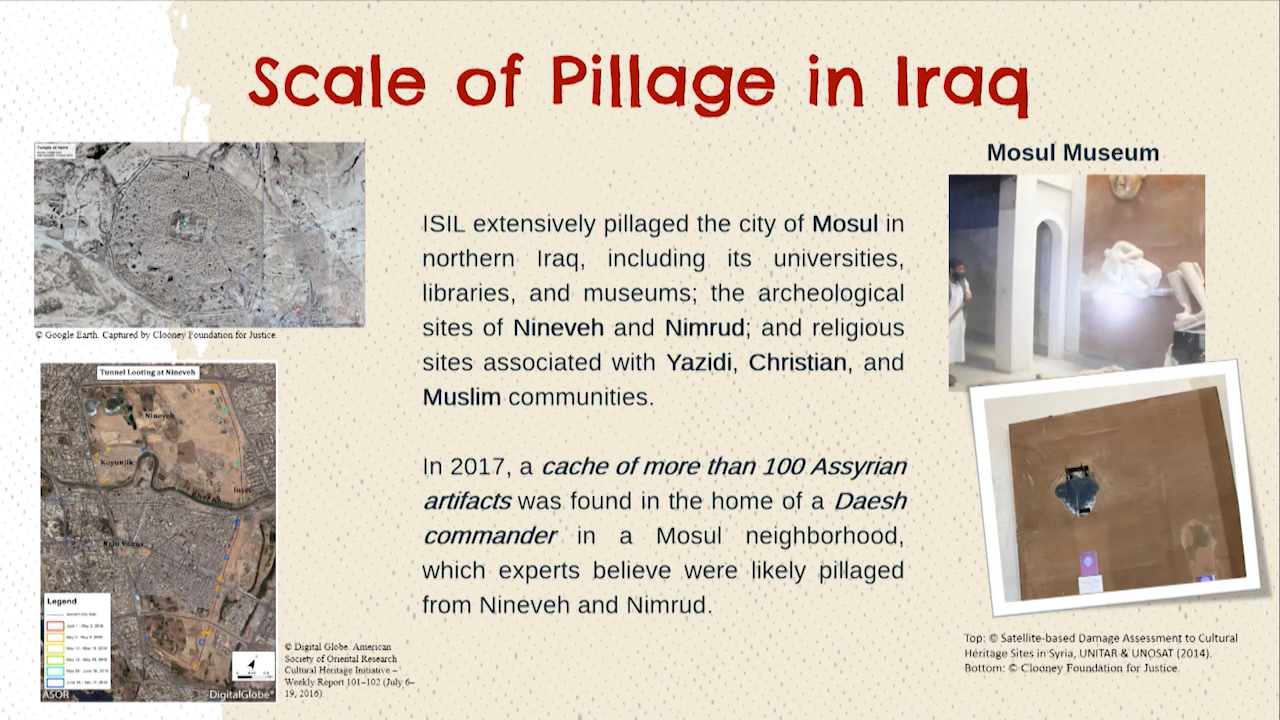 Scale of Pillage in Iraq
Temple of Hatra
© Google Earth. Captured by Clooney Foundation for Justice.
Tunnel Looting at Nineveh
Nineveh
Koyunjik
Nebi Yunus
Legend
ASOR
DigitalGlobe
© Digital Globe. American
Society of Oriental Research
Cultural Heritage Initiative –
Weekly Report 101–102 (July 6–
19, 2016).
ISIL extensively pillaged the city of Mosul in
northern Iraq, including its universities,
libraries, and museums; the archeological
sites of Nineveh and Nimrud; and religious
sites associated with Yazidi, Christian, and
Muslim communities.
In 2017, a cache of more than 100 Assyrian
artifacts was found in the home of a Daesh
commander in a Mosul neighborhood,
which experts believe were likely pillaged
from Nineveh and Nimrud.
Mosul Museum
Top: © Satellite-based Damage Assessment to Cultural
Heritage Sites in Syria, UNITAR & UNOSAT (2014).
Bottom: © Clooney Foundation for Justice.